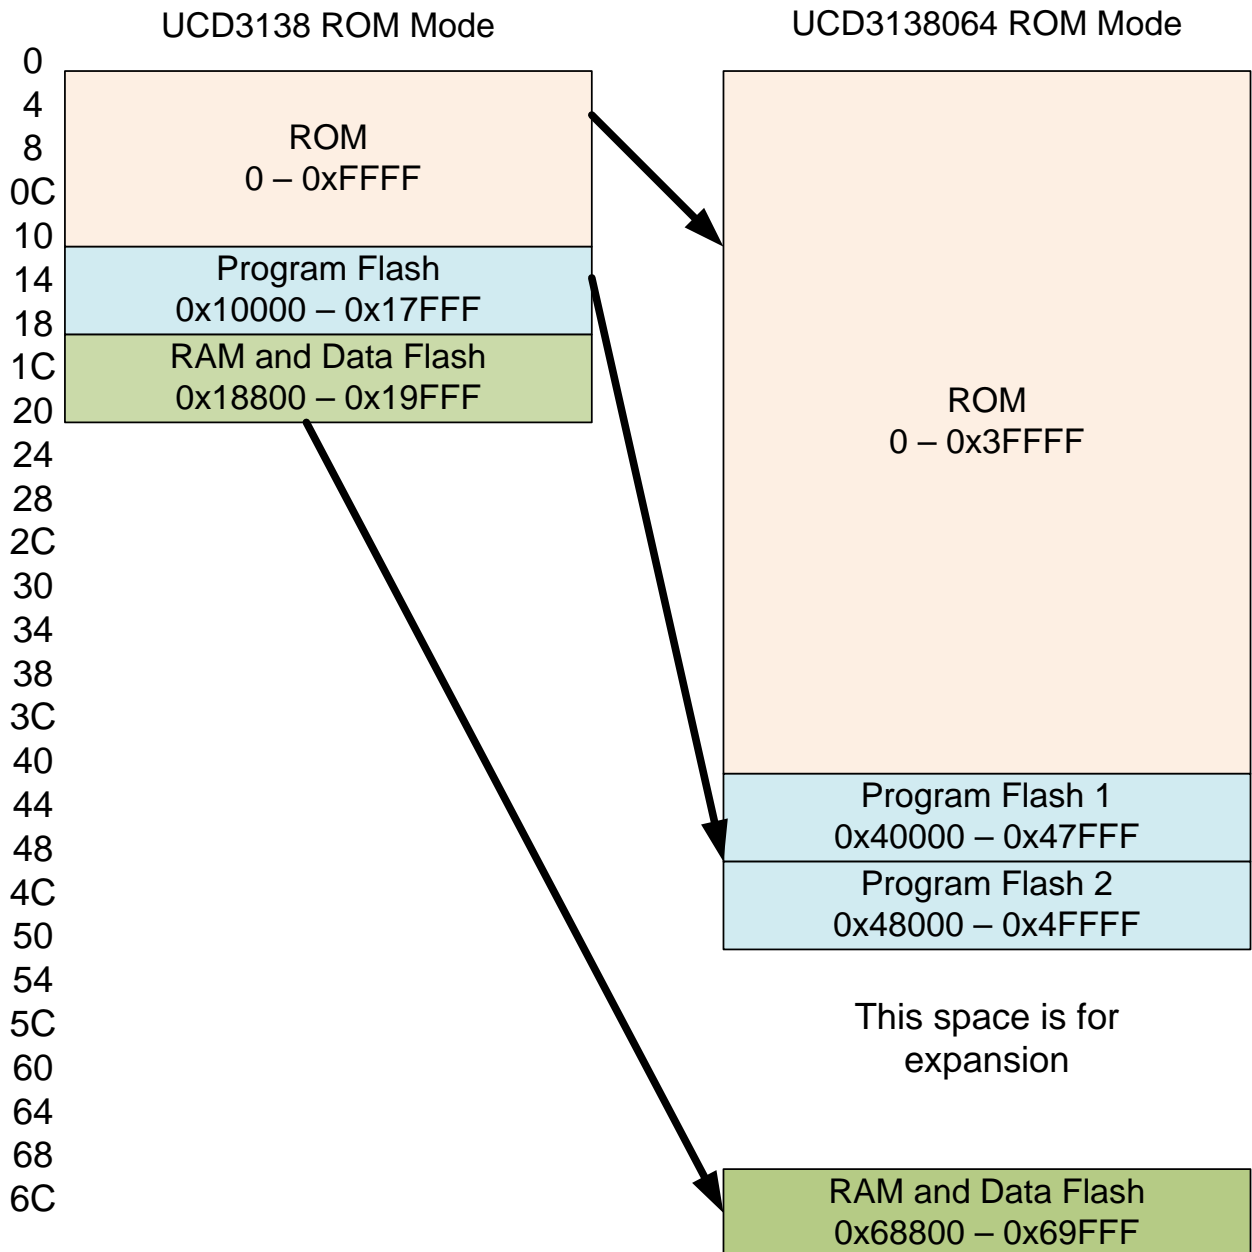 UCD3138 ROM Mode
UCD3138064 ROM Mode
0
4
8
0C
10
14
18
1C
20
24
28
2C
30
34
38
3C
40
44
48
4C
50
54
5C
60
64
68
6C
ROM
0 – 0xFFFF
Program Flash
0x10000 – 0x17FFF
RAM and Data Flash
0x18800 – 0x19FFF
ROM
0 – 0x3FFFF
Program Flash 1
0x40000 – 0x47FFF
Program Flash 2
0x48000 – 0x4FFFF
This space is for
expansion
RAM and Data Flash
0x68800 – 0x69FFF